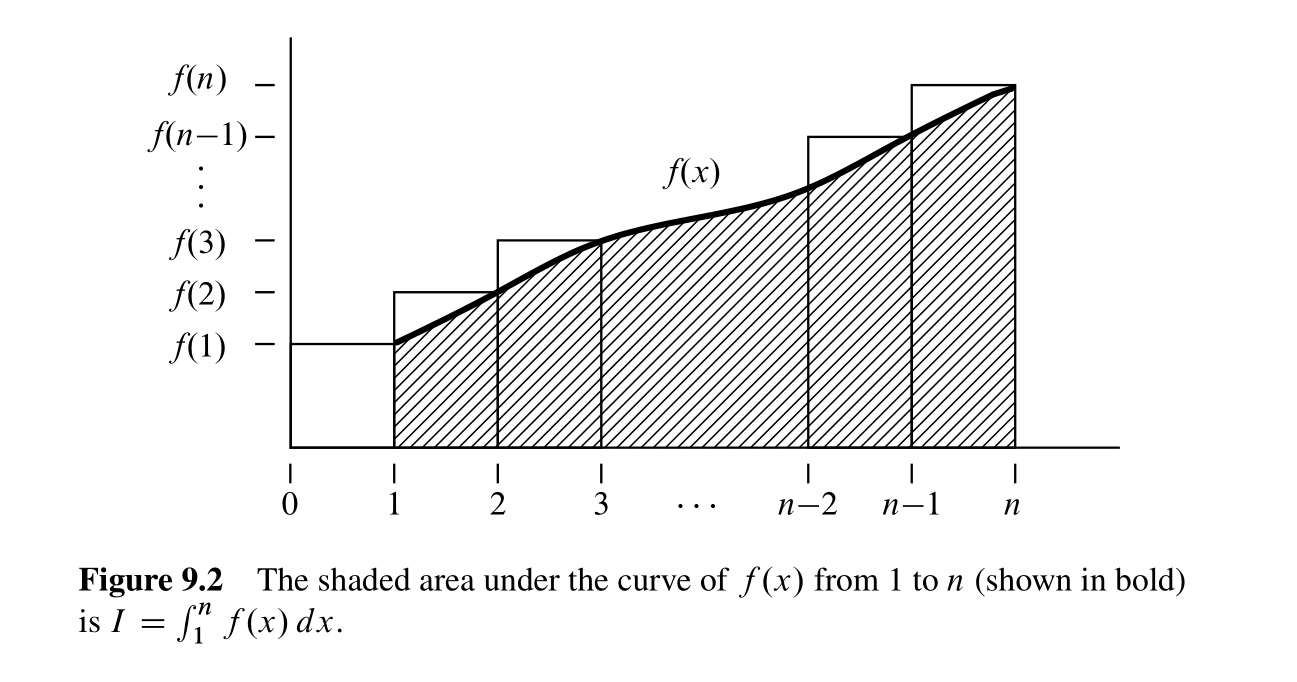 f(n)
f(n−1)
⋮
f(3)
f(2)
f(1)
f(x)
0 1 2 3 ··· n−2 n−1 n
Figure 9.2 The shaded area under the curve of f(x) from 1 to n (shown in bold)
is I = ∫₁ⁿ f(x) dx.